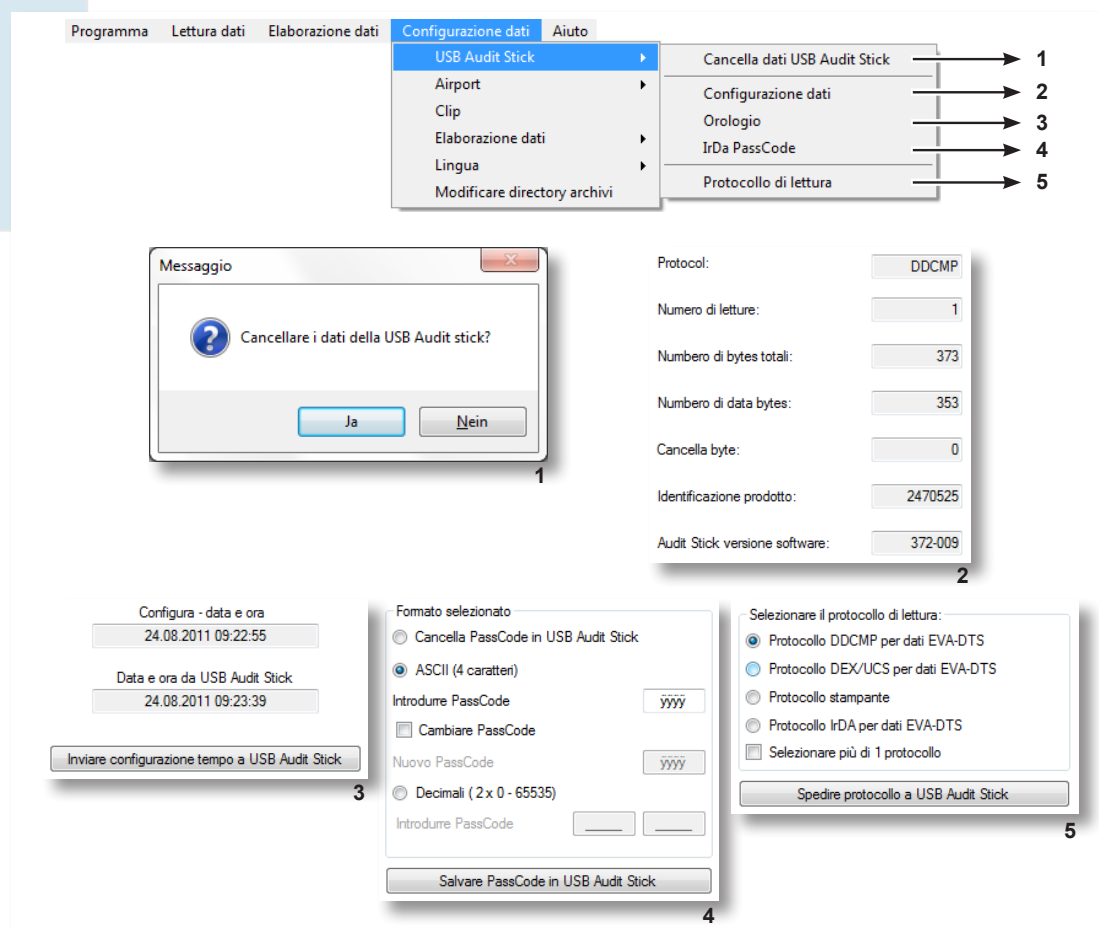 Programma Lettura dati Elaborazione dati Configurazione dati Aiuto
USB Audit Stick
Airport
Clip
Elaborazione dati
Lingua
Modificare directory archivi
Cancella dati USB Audit Stick 1
Configurazione dati 2
Orologio 3
IrDa PassCode 4
Protocollo di lettura 5
Messaggio
Cancellare i dati della USB Audit stick?
Ja Nein
1
Protocol: DDCMP
Numero di letture: 1
Numbero di bytes totali: 373
Numbero di data bytes: 353
Cancella byte: 0
Identificazione prodotto: 2470525
Audit Stick versione software: 372-009
2
Configura - data e ora
24.08.2011 09:22:55
Data e ora da USB Audit Stick
24.08.2011 09:23:39
Inviare configurazione tempo a USB Audit Stick
3
Formato selezionato
Cancella PassCode in USB Audit Stick
ASCII (4 caratteri)
Introdurre PassCode ÿÿÿÿ
Cambiare PassCode
Nuovo PassCode ÿÿÿÿ
Decimali ( 2 x 0 - 65535)
Introdurre PassCode _____ _____
Salvare PassCode in USB Audit Stick
4
Selezionare il protocollo di lettura:
Protocollo DDCMP per dati EVA-DTS
Protocollo DEX/UCS per dati EVA-DTS
Protocollo stampante
Protocollo IrDA per dati EVA-DTS
Selezionare più di 1 protocollo
Spedire protocollo a USB Audit Stick
5